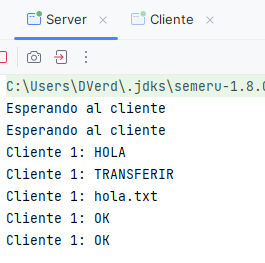 Server
Cliente
C:\Users\DVerd\.jdks\semeru-1.8.
Esperando al cliente
Esperando al cliente
Cliente 1: HOLA
Cliente 1: TRANSFERIR
Cliente 1: hola.txt
Cliente 1: OK
Cliente 1: OK